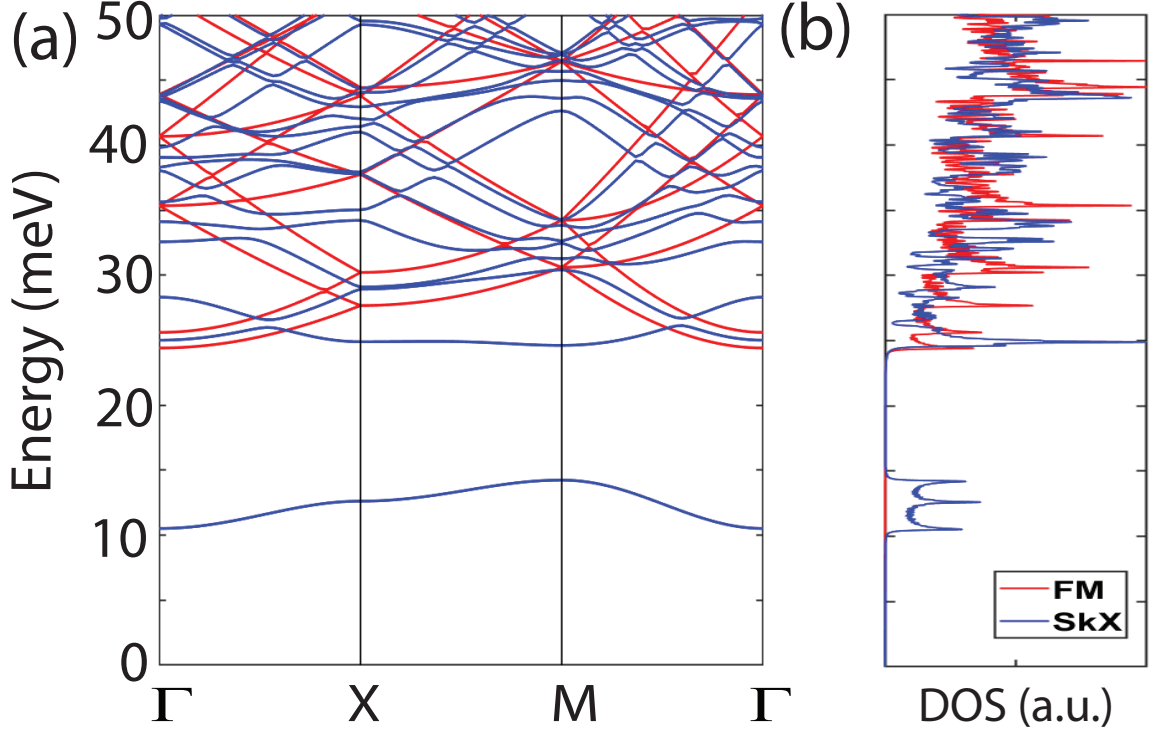 (a)
(b)
50
40
30
20
10
0
Energy (meV)
Γ X M Γ
FM
SkX
DOS (a.u.)